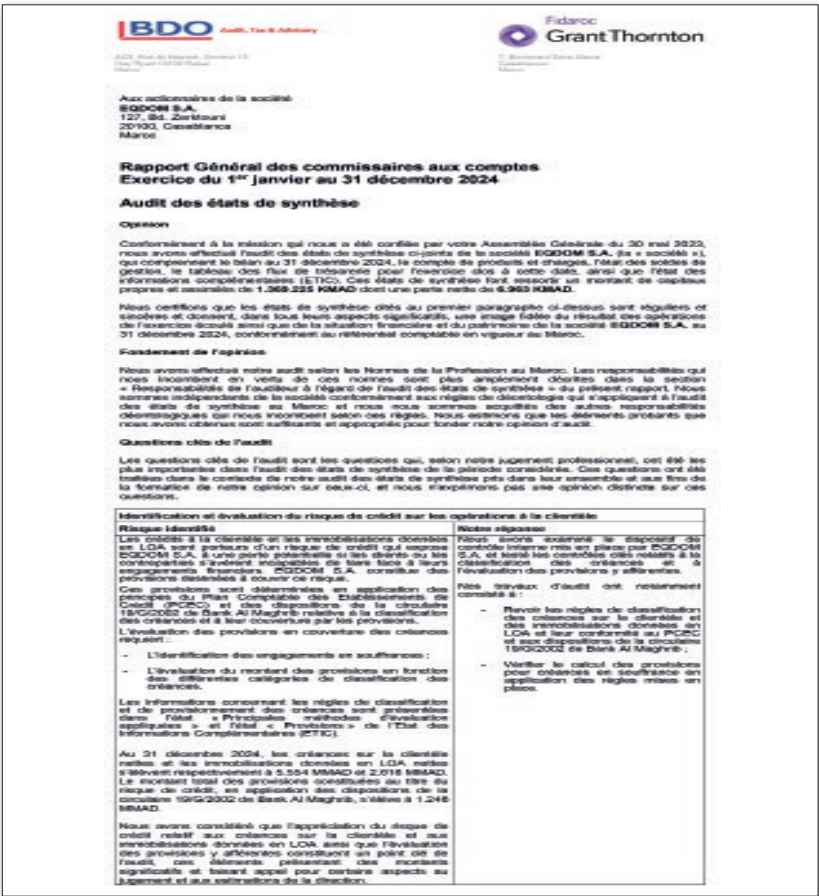 BDO Audit, Tax & Advisory
Fidaroc
Grant Thornton
Maroc
7, Boulevard Driss Slaoui
Casablanca
Maroc
Aux actionnaires de la société
EQDOM S.A.
127, Bd. Zerktouni
20100, Casablanca
Maroc
Rapport Général des commissaires aux comptes
Exercice du 1er janvier au 31 décembre 2024
Audit des états de synthèse
Opinion
Conformément à la mission qui nous a été confiée par votre Assemblée Générale du 30 mai 2023,
nous avons effectué l'audit des états de synthèse ci-joints de la société EQDOM S.A. (la « société »),
qui comprennent le bilan au 31 décembre 2024, le compte de produits et charges, l'état des soldes de
gestion, le tableau des flux de trésorerie pour l'exercice clos à cette date, ainsi que l'état des
informations complémentaires (ETIC). Ces états de synthèse font ressortir un montant de capitaux
propres et assimilés de 1.369.225 KMAD dont une perte nette de 6.963 KMAD.
Nous certifions que les états de synthèse cités au premier paragraphe ci-dessus sont réguliers et
sincères et donnent, dans tous leurs aspects significatifs, une image fidèle du résultat des opérations
de l'exercice écoulé ainsi que de la situation financière et du patrimoine de la société EQDOM S.A. au
31 décembre 2024, conformément au référentiel comptable en vigueur au Maroc.
Fondement de l'opinion
Nous avons effectué notre audit selon les Normes de la Profession au Maroc. Les responsabilités qui
nous incombent en vertu de ces normes sont plus amplement décrites dans la section
« Responsabilités de l'auditeur à l'égard de l'audit des états de synthèse » du présent rapport. Nous
sommes indépendants de la société conformément aux règles de déontologie qui s'appliquent à l'audit
des états de synthèse au Maroc et nous nous sommes acquittés des autres responsabilités
déontologiques qui nous incombent selon ces règles. Nous estimons que les éléments probants que
nous avons obtenus sont suffisants et appropriés pour fonder notre opinion d'audit.
Questions clés de l'audit
Les questions clés de l'audit sont les questions qui, selon notre jugement professionnel, ont été les
plus importantes dans l'audit des états de synthèse de la période considérée. Ces questions ont été
traitées dans le contexte de notre audit des états de synthèse pris dans leur ensemble et aux fins de
la formation de notre opinion sur ceux-ci, et nous n'exprimons pas une opinion distincte sur ces
questions.
Identification et évaluation du risque de crédit sur les opérations à la clientèle
Risque identifié
Les crédits à la clientèle et les immobilisations données
en LOA sont porteurs d'un risque de crédit qui expose
EQDOM S.A. à une perte potentielle si les clients ou les
contreparties s'avèrent incapables de faire face à leurs
engagements financiers. EQDOM S.A. constitue des
provisions destinées à couvrir ce risque.
Ces provisions sont déterminées en application des
principes du Plan Comptable des Etablissements de
Crédit (PCEC) et des dispositions de la circulaire
19/G/2002 de Bank Al Maghrib relative à la classification
des créances et à leur couverture par les provisions.
L'évaluation des provisions en couverture des créances
requiert :
- L'identification des engagements en souffrances ;
- L'évaluation du montant des provisions en fonction
des différentes catégories de classification des
créances.
Les informations concernant les règles de classification
et de provisionnement des créances sont présentées
dans l'état « Principales méthodes d'évaluation
appliquées » et l'état « Provisions » de l'Etat des
Informations Complémentaires (ETIC).
Au 31 décembre 2024, les créances sur la clientèle
nettes et les immobilisations données en LOA nettes
s'élèvent respectivement à 5.554 MMAD et 2.616 MMAD.
Le montant total des provisions constituées au titre du
risque de crédit, en application des dispositions de la
circulaire 19/G/2002 de Bank Al Maghrib, s'élève à 1.246
MMAD.
Nous avons considéré que l'appréciation du risque de
crédit relatif aux créances sur la clientèle et aux
immobilisations données en LOA ainsi que l'évaluation
des provisions y afférentes constituent un point clé de
l'audit, ces éléments présentant des montants
significatifs et faisant appel pour certains aspects au
jugement et aux estimations de la direction.
Notre réponse
Nous avons examiné le dispositif de
contrôle interne mis en place par EQDOM
S.A. et testé les contrôles clés relatifs à la
classification des créances et à
l'évaluation des provisions y afférentes.
Nos travaux d'audit ont notamment
consisté à :
- Revoir les règles de classification
des créances sur la clientèle et
des immobilisations données en
LOA et leur conformité au PCEC
et aux dispositions de la circulaire
19/G/2002 de Bank Al Maghrib ;
- Vérifier le calcul des provisions
pour créances en souffrance en
application des règles mises en
place.